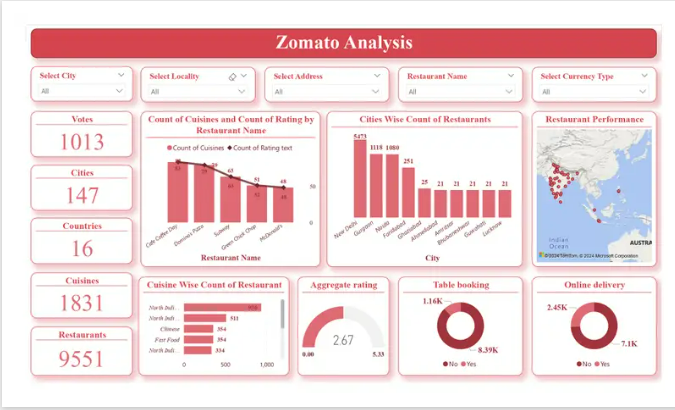 Zomato Analysis
Select City
All
Select Locality
All
Select Address
All
Restaurant Name
All
Select Currency Type
All
Votes
1013
Cities
147
Countries
16
Cuisines
1831
Restaurants
9551
Count of Cuisines and Count of Rating by
Restaurant Name
Count of Cuisines
Count of Rating text
63
51
48
50
0
Cafe Coffee Day
Domino's Pizza
Subway
Green Chick Chop
McDonald's
Restaurant Name
Cities Wise Count of Restaurants
5473
1118
1080
251
25
21
21
21
21
21
New Delhi
Gurgaon
Noida
Faridabad
Ghaziabad
Ahmedabad
Amritsar
Bhubaneshwar
Guwahati
Lucknow
City
Restaurant Performance
Indian
Ocean
AUSTRA
© 2024 Microsoft Corporation
Cuisine Wise Count of Restaurant
North Indi...
936
North Indi...
511
Chinese
354
Fast Food
354
North Indi...
334
0
500
1,000
Aggregate rating
2.67
0.00
5.33
Table booking
1.16K
8.39K
No
Yes
Online delivery
2.45K
7.1K
No
Yes